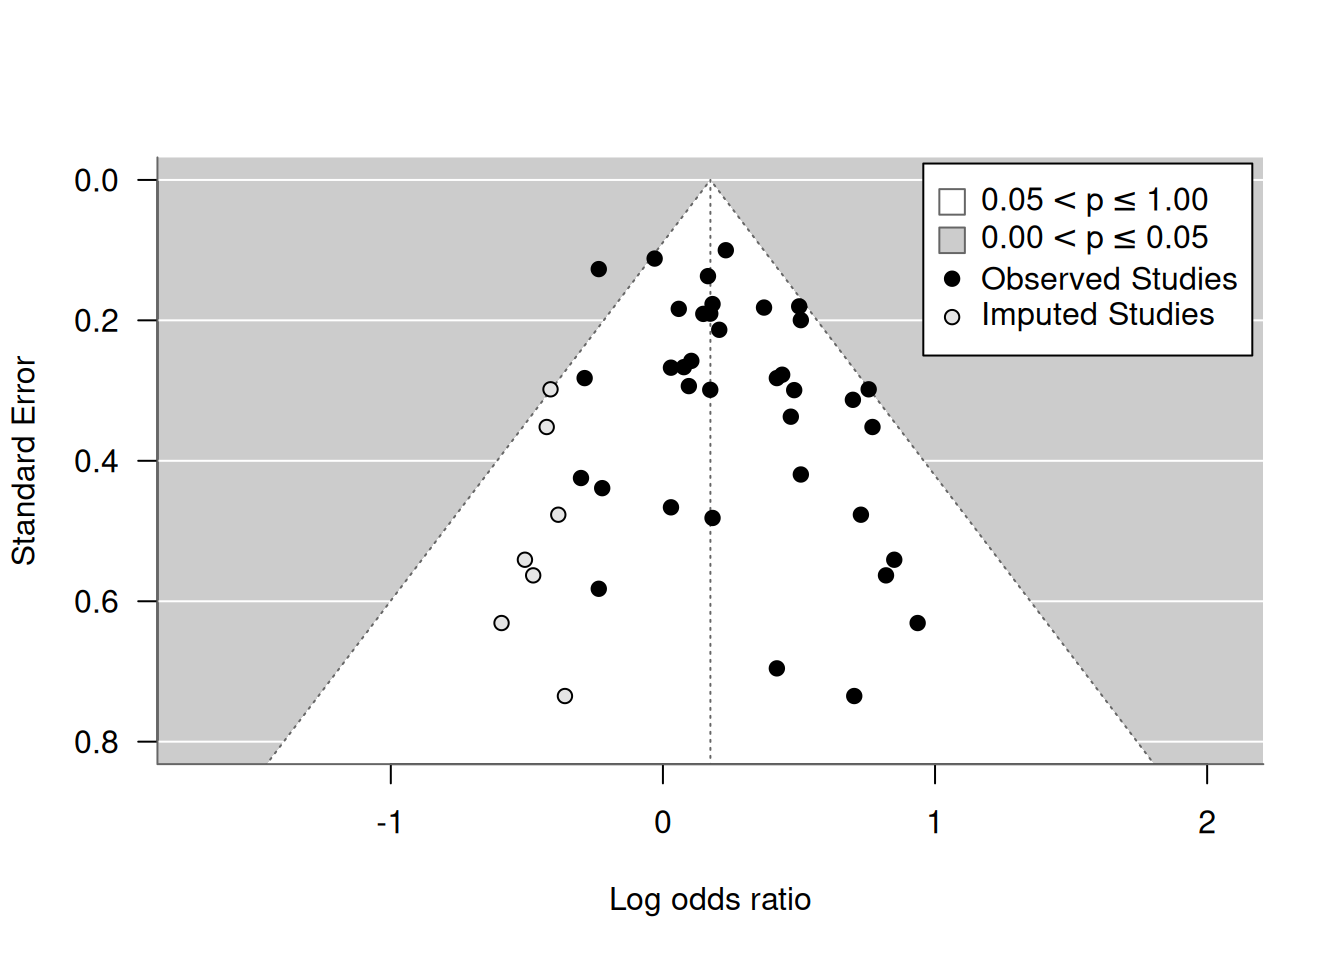 0.05 < p ≤ 1.00
0.00 < p ≤ 0.05
Observed Studies
Imputed Studies
0.0
0.2
0.4
0.6
0.8
Standard Error
-1
0
1
2
Log odds ratio